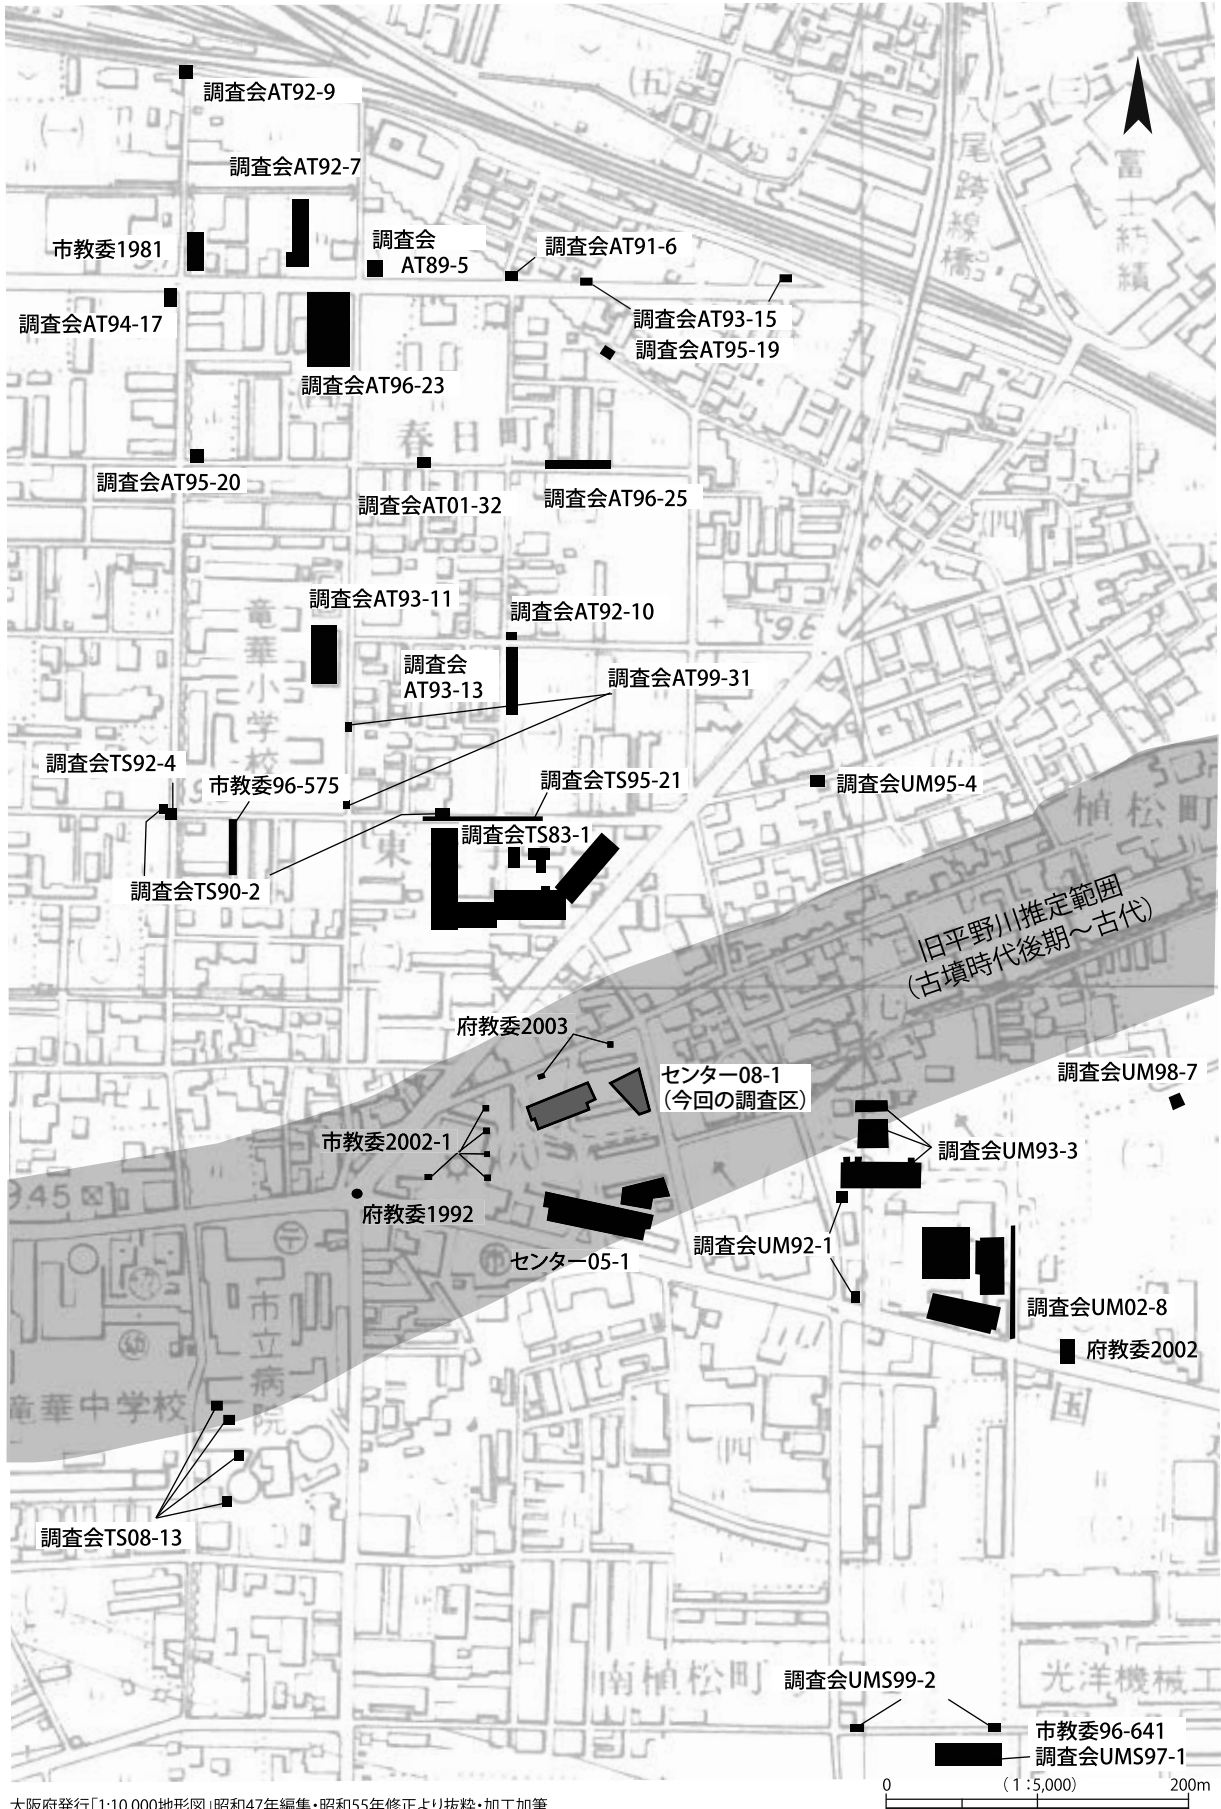 調査会AT92-9
(一)
(五)
(一)
八尾跨線橋
富士紡績
調査会AT92-7
市教委1981
調査会
AT89-5
調査会AT91-6
調査会AT94-17
調査会AT93-15
調査会AT95-19
調査会AT96-23
春日町
調査会AT95-20
調査会AT01-32
調査会AT96-25
調査会AT93-11
調査会AT92-10
竜華小学校
調査会
AT93-13
調査会AT99-31
調査会TS92-4
市教委96-575
調査会TS95-21
調査会UM95-4
植松町
調査会TS83-1
東
調査会TS90-2
旧平野川推定範囲
(古墳時代後期～古代)
府教委2003
センター08-1
(今回の調査区)
調査会UM98-7
市教委2002-1
八
調査会UM93-3
945
府教委1992
調査会UM92-1
センター05-1
市立病院
調査会UM02-8
府教委2002
竜華中学校
調査会TS08-13
南植松町
調査会UMS99-2
光洋機械工
市教委96-641
調査会UMS97-1
0
(1:5,000)
200m
大阪府発行「1:10,000地形図」昭和47年編集・昭和55年修正より抜粋・加工加筆